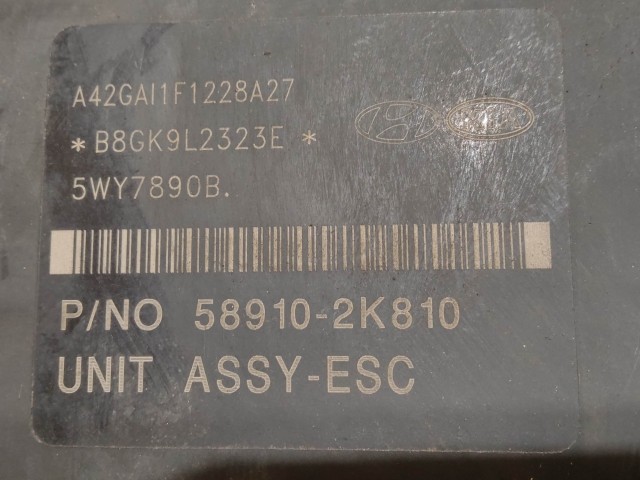 A42GAI1F1228A27
*B8GK9L2323E *
5WY7890B.
P/NO 58910-2K810
UNIT ASSY-ESC